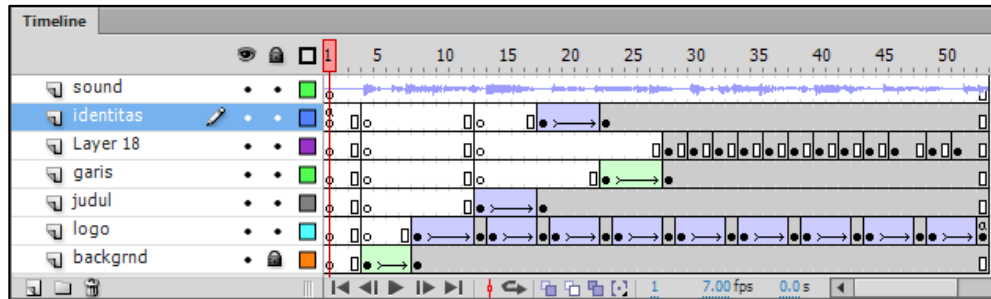 Timeline
1 5 10 15 20 25 30 35 40 45 50
sound
identitas
Layer 18
garis
judul
logo
backgrnd
1 7.00 fps 0.0 s